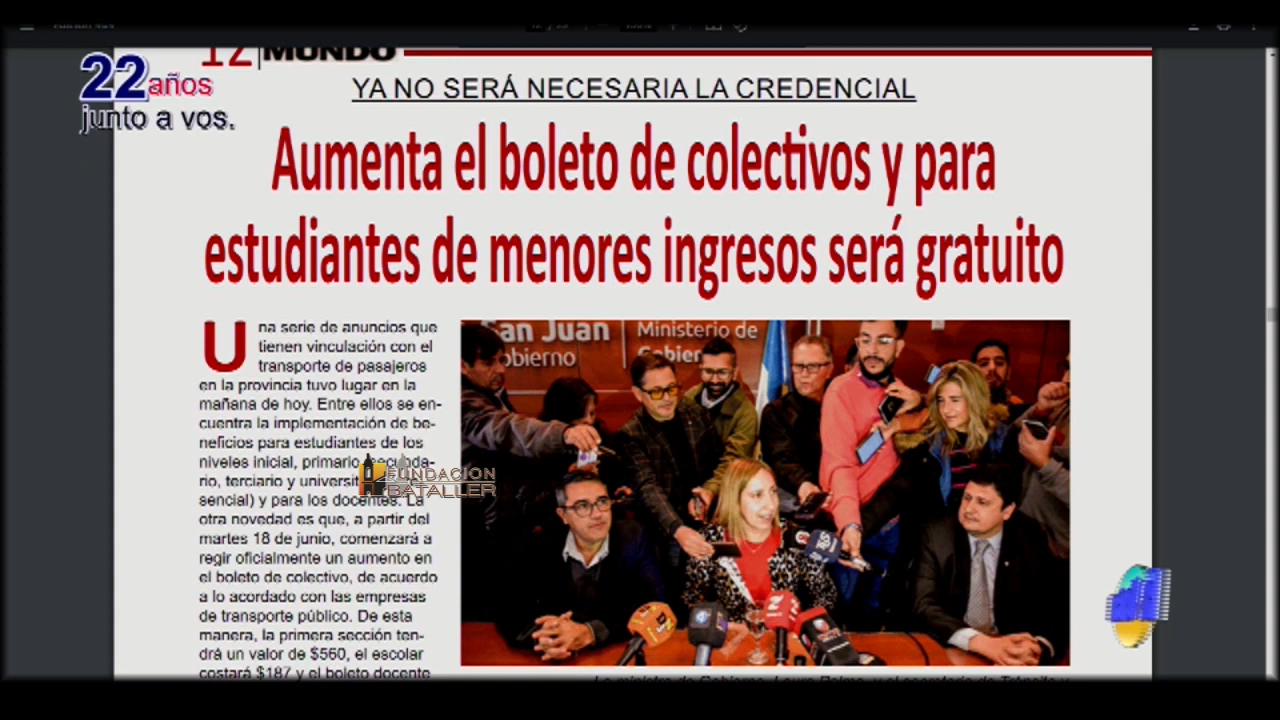 12 MUNDO
22 años
junto a vos.
YA NO SERÁ NECESARIA LA CREDENCIAL
Aumenta el boleto de colectivos y para
estudiantes de menores ingresos será gratuito
Una serie de anuncios que
tienen vinculación con el
transporte de pasajeros
en la provincia tuvo lugar en la
mañana de hoy. Entre ellos se en-
cuentra la implementación de be-
neficios para estudiantes de los
niveles inicial, primario, secunda-
rio, terciario y universit
sencial) y para los docentes. La
otra novedad es que, a partir del
martes 18 de junio, comenzará a
regir oficialmente un aumento en
el boleto de colectivo, de acuerdo
a lo acordado con las empresas
de transporte público. De esta
manera, la primera sección ten-
drá un valor de $560, el escolar
costará $187 y el boleto docente
San Juan
Gobierno
Ministerio de
Gobier
FUNDACION
BATALLER